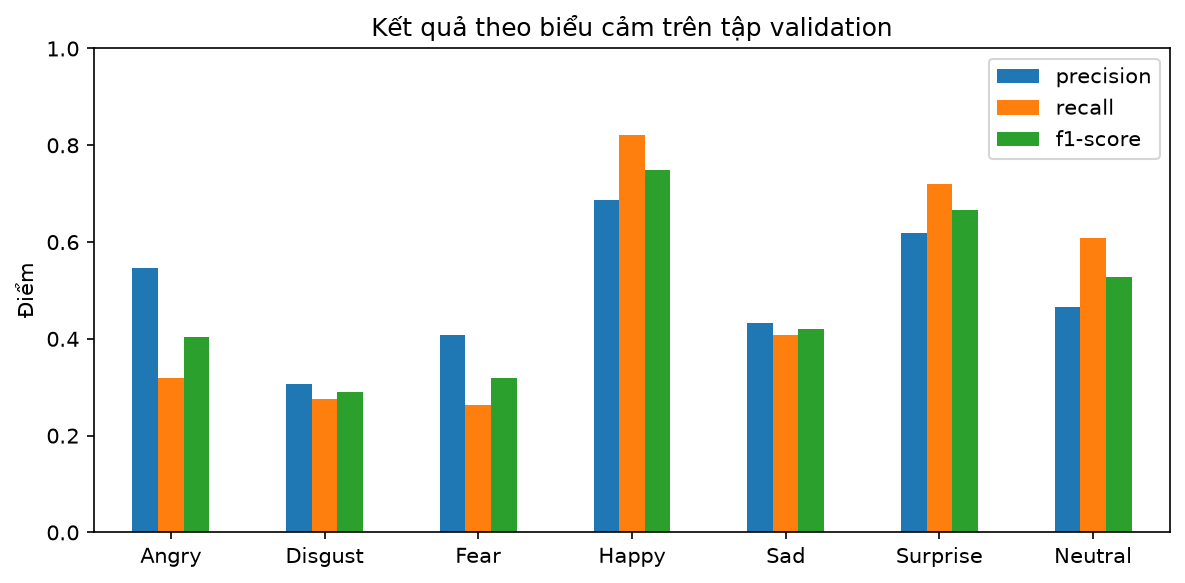 Kết quả theo biểu cảm trên tập validation
precision
recall
f1-score
Điểm
1.0
0.8
0.6
0.4
0.2
0.0
Angry Disgust Fear Happy Sad Surprise Neutral